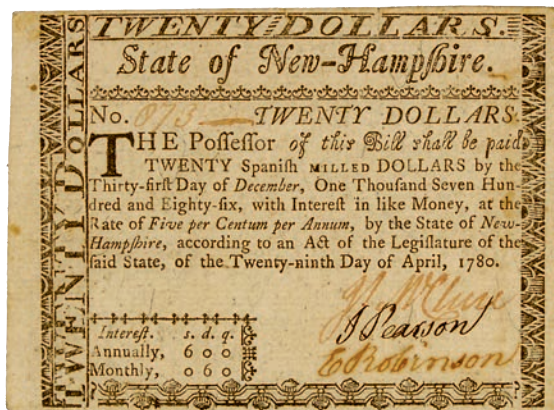 TWENTY DOLLARS.
TWENTY DOLLARS
State of New-Hampſhire.
No. 973 TWENTY DOLLARS.
THE Poſſeſſor of this Bill ſhall be paid
TWENTY Spaniſh MILLED DOLLARS by the
Thirty-firſt Day of December, One Thouſand Seven Hun-
dred and Eighty-ſix, with Intereſt in like Money, at the
Rate of Five per Centum per Annum, by the State of New-
Hampſhire, according to an Act of the Legiſlature of the
ſaid State, of the Twenty-ninth Day of April, 1780.
McClure
J Pearson
E Robinson
Intereſt. s. d. q.
Annually, 6 0 0
Monthly, 0 6 0